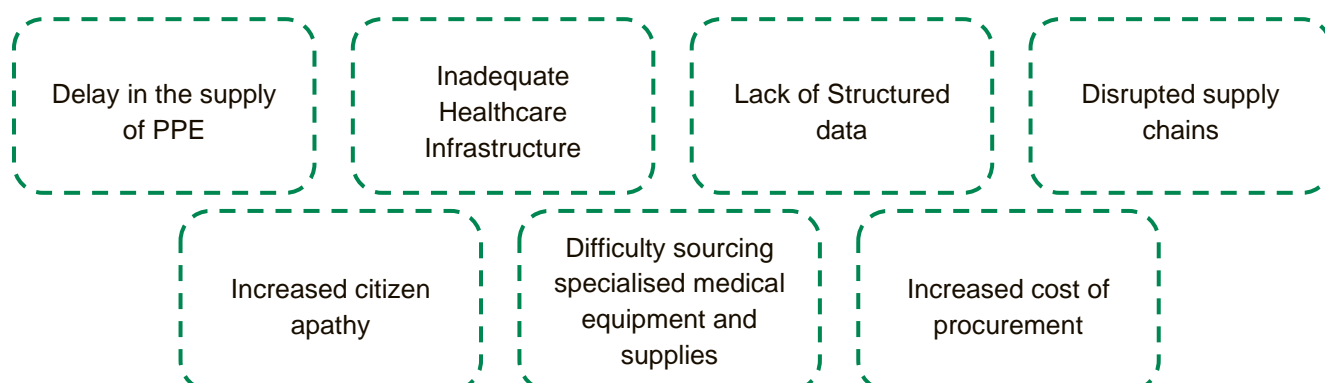 Delay in the supply
of PPE
Inadequate
Healthcare
Infrastructure
Lack of Structured
data
Disrupted supply
chains
Increased citizen
apathy
Difficulty sourcing
specialised medical
equipment and
supplies
Increased cost of
procurement